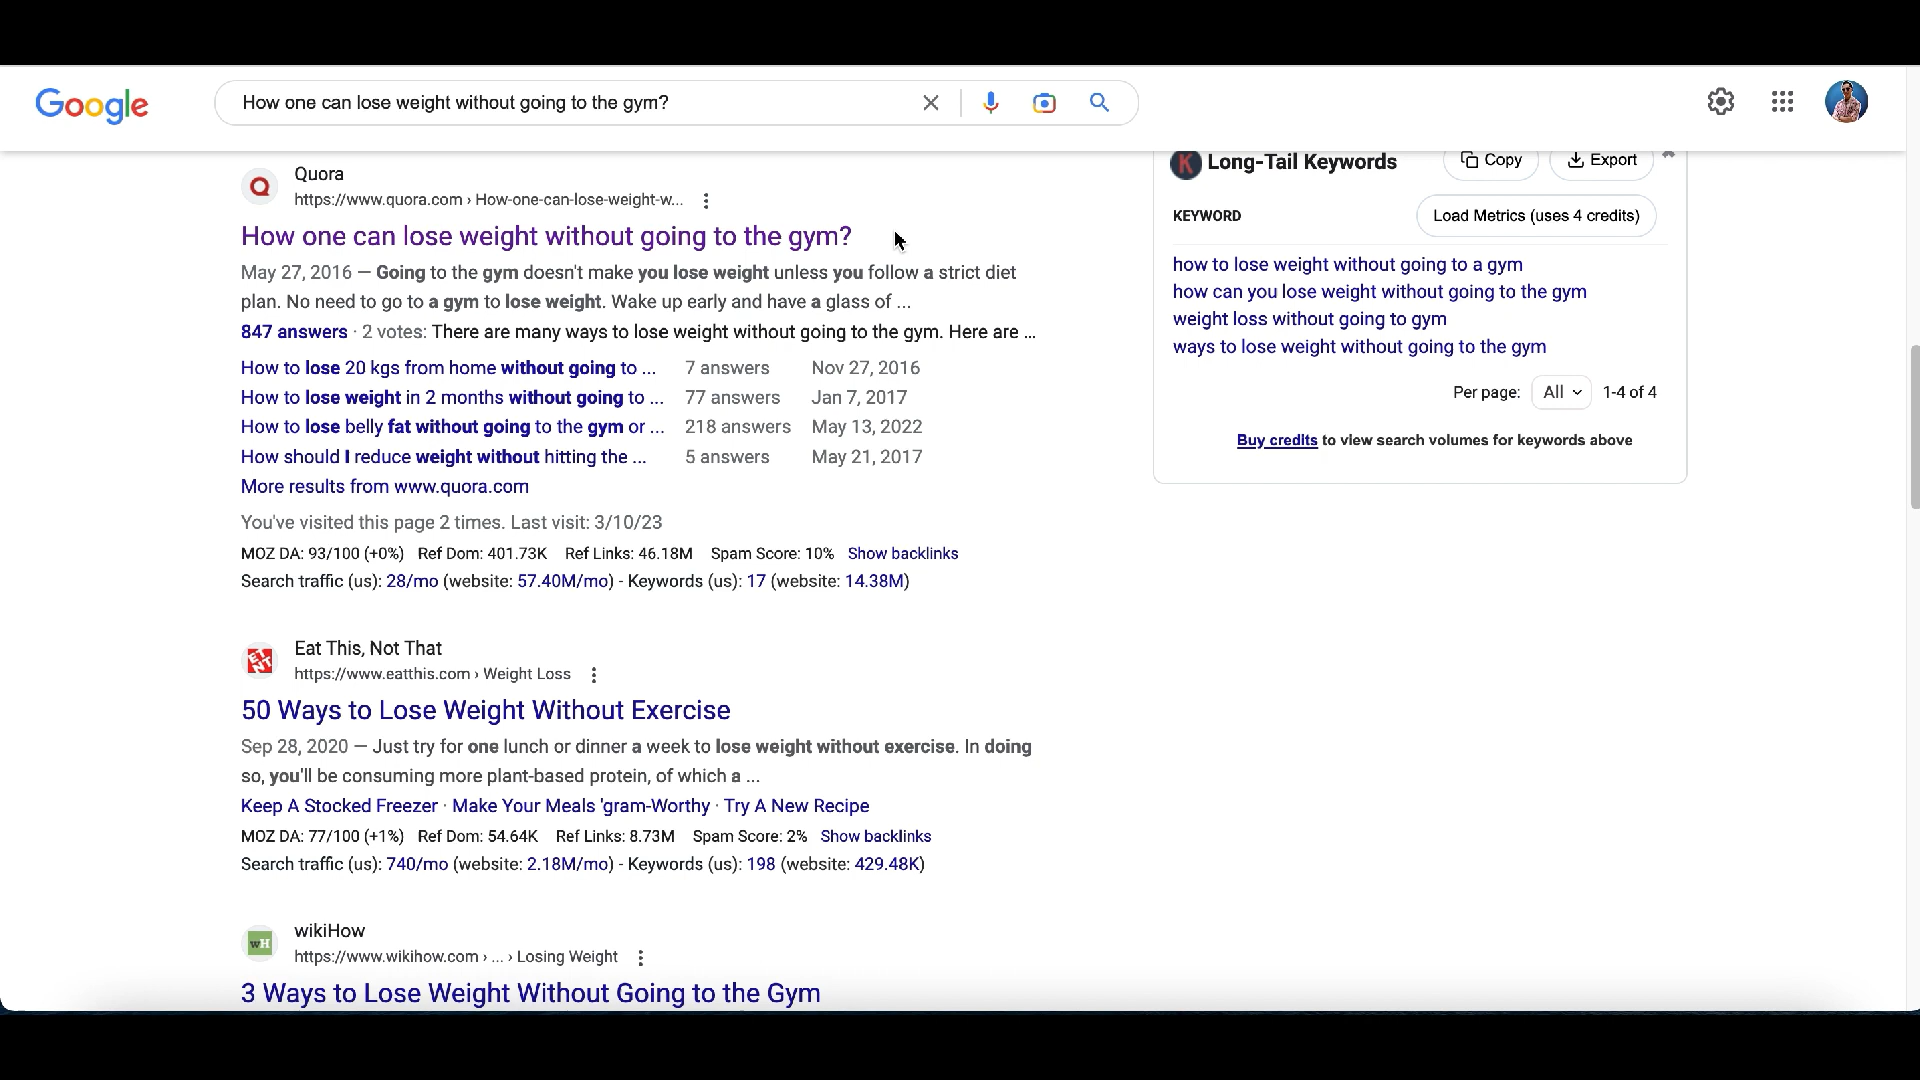 Google
How one can lose weight without going to the gym?
Quora
https://www.quora.com › How-one-can-lose-weight-w...
How one can lose weight without going to the gym?
May 27, 2016 — Going to the gym doesn't make you lose weight unless you follow a strict diet
plan. No need to go to a gym to lose weight. Wake up early and have a glass of ...
847 answers · 2 votes: There are many ways to lose weight without going to the gym. Here are ...
How to lose 20 kgs from home without going to ... 7 answers Nov 27, 2016
How to lose weight in 2 months without going to ... 77 answers Jan 7, 2017
How to lose belly fat without going to the gym or ... 218 answers May 13, 2022
How should I reduce weight without hitting the ... 5 answers May 21, 2017
More results from www.quora.com
You've visited this page 2 times. Last visit: 3/10/23
MOZ DA: 93/100 (+0%) Ref Dom: 401.73K Ref Links: 46.18M Spam Score: 10% Show backlinks
Search traffic (us): 28/mo (website: 57.40M/mo) - Keywords (us): 17 (website: 14.38M)
Eat This, Not That
https://www.eatthis.com › Weight Loss
50 Ways to Lose Weight Without Exercise
Sep 28, 2020 — Just try for one lunch or dinner a week to lose weight without exercise. In doing
so, you'll be consuming more plant-based protein, of which a ...
Keep A Stocked Freezer · Make Your Meals 'gram-Worthy · Try A New Recipe
MOZ DA: 77/100 (+1%) Ref Dom: 54.64K Ref Links: 8.73M Spam Score: 2% Show backlinks
Search traffic (us): 740/mo (website: 2.18M/mo) - Keywords (us): 198 (website: 429.48K)
wH
wikiHow
https://www.wikihow.com › ... › Losing Weight
3 Ways to Lose Weight Without Going to the Gym
K Long-Tail Keywords
Copy
Export
KEYWORD
Load Metrics (uses 4 credits)
how to lose weight without going to a gym
how can you lose weight without going to the gym
weight loss without going to gym
ways to lose weight without going to the gym
Per page: All 1-4 of 4
Buy credits to view search volumes for keywords above